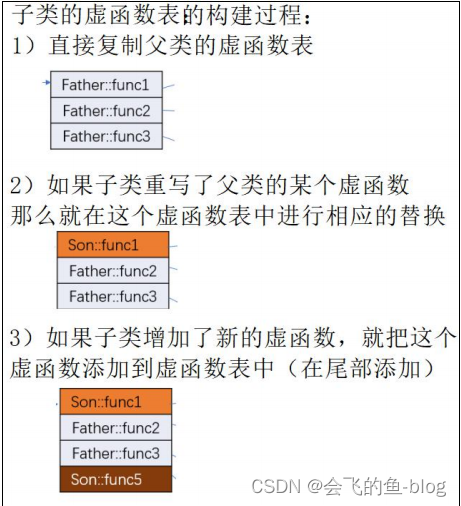 子类的虚函数表的构建过程：
1）直接复制父类的虚函数表
Father::func1
Father::func2
Father::func3
2）如果子类重写了父类的某个虚函数
那么就在这个虚函数表中进行相应的替换
Son::func1
Father::func2
Father::func3
3）如果子类增加了新的虚函数，就把这个
虚函数添加到虚函数表中（在尾部添加）
Son::func1
Father::func2
Father::func3
Son::func5
CSDN @会飞的鱼-blog